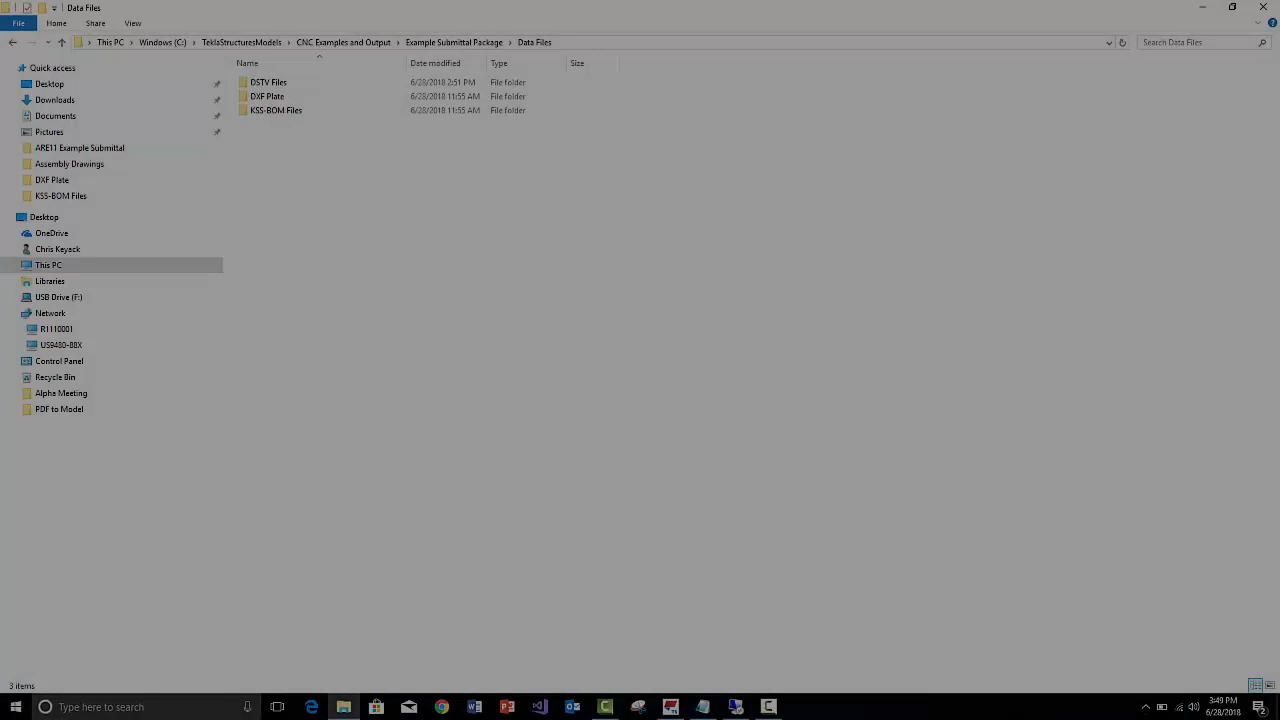 Data Files
File Home Share View
This PC Windows (C:) TeklaStructuresModels CNC Examples and Output Example Submittal Package Data Files Search Data Files
Name Date modified Type Size
Quick access
Desktop
Downloads
Documents
Pictures
ARE11 Example Submittal
Assembly Drawings
DXF Plate
KSS-BOM Files
Desktop
OneDrive
Chris Keyack
This PC
Libraries
USB Drive (F:)
Network
R1110001
US9480-88X
Control Panel
Recycle Bin
Alpha Meeting
PDF to Model
DSTV Files 6/28/2018 2:51 PM File folder
DXF Plate 6/28/2018 11:55 AM File folder
KSS-BOM Files 6/28/2018 11:55 AM File folder
3 items
Type here to search
3:49 PM
6/28/2018
2